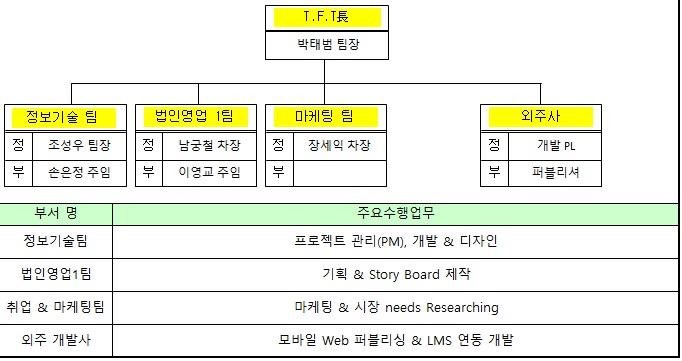 T.F.T長
박태범 팀장
정보기술 팀 법인영업 1팀 마케팅 팀 외주사
정 조성우 팀장 정 남궁철 차장 정 장세익 차장 정 개발 PL
부 손은정 주임 부 이영교 주임 부 부 퍼블리셔
부서 명 주요수행업무
정보기술팀 프로젝트 관리(PM), 개발 & 디자인
법인영업1팀 기획 & Story Board 제작
취업 & 마케팅팀 마케팅 & 시장 needs Researching
외주 개발사 모바일 Web 퍼블리싱 & LMS 연동 개발